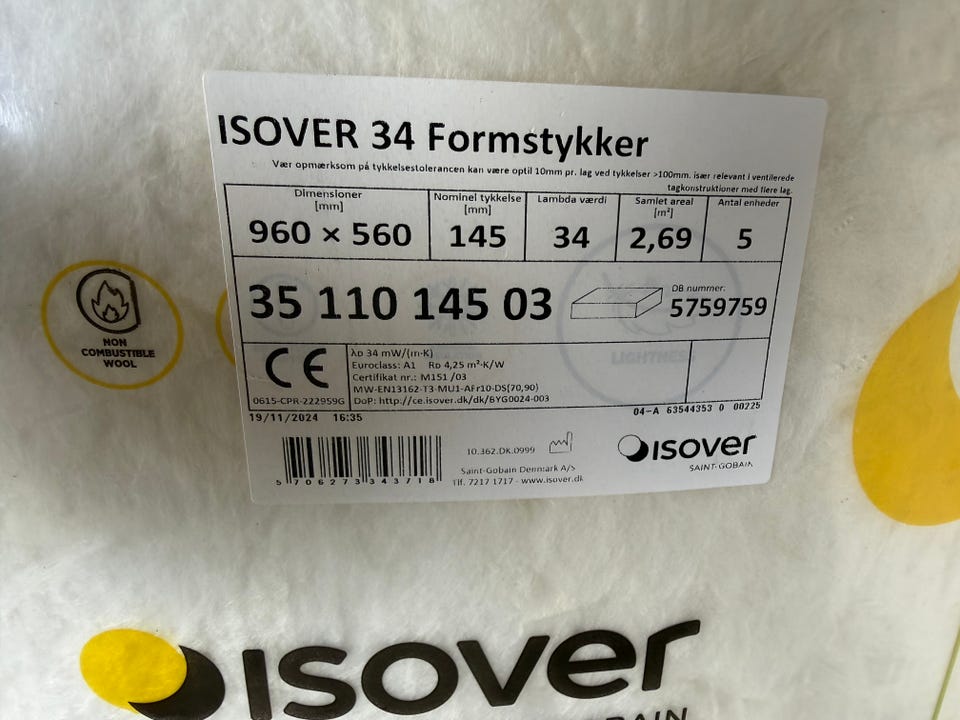 ISOVER 34 Formstykker
Vær opmærksom på tykkelsestolerancen kan være optil 10mm pr. lag ved tykkelser >100mm. især relevant i ventilerede
tagkonstruktioner med flere lag.
Dimensioner [mm] Nominel tykkelse [mm] Lambda værdi Samlet areal [m²] Antal enheder
960 × 560 145 34 2,69 5
35 110 145 03 DB nummer: 5759759
NON
COMBUSTIBLE
WOOL
LIGHTNESS
CE
0615-CPR-222959G
λD 34 mW/(m·K)
Euroclass: A1 RD 4,25 m²·K/W
Certifikat nr.: M151 /03
MW-EN13162-T3-MU1-AFr10-DS(70,90)
DoP: http://ce.isover.dk/dk/BYG0024-003
19/11/2024 16:35
04-A 63544353 0 00225
5706273343718
10.362.DK.0999
Saint-Gobain Denmark A/S
Tlf. 7217 1717 - www.isover.dk
isover
SAINT-GOBAIN
isover